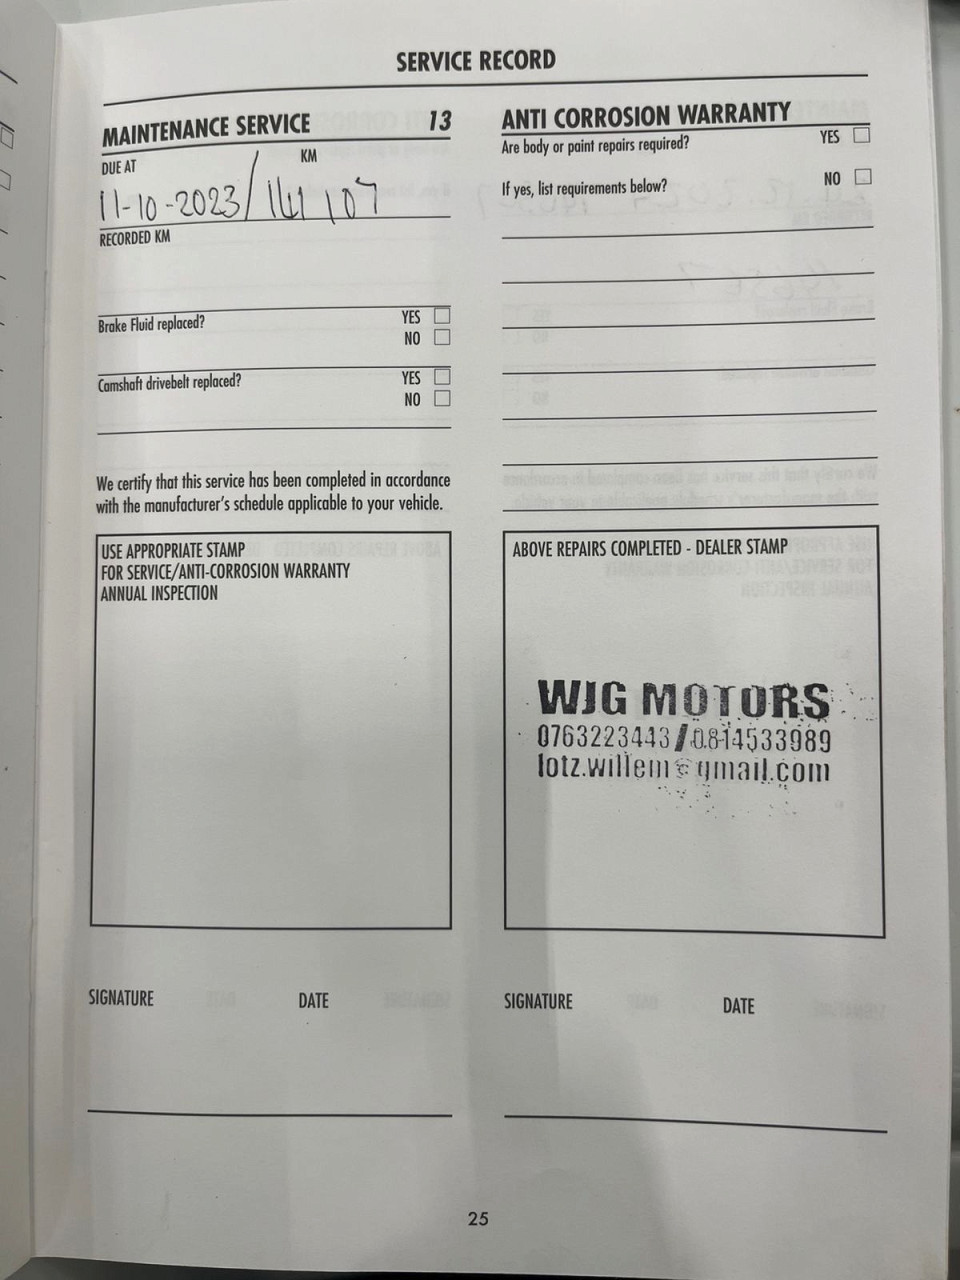 SERVICE RECORD
MAINTENANCE SERVICE 13
DUE AT KM
11-10-2023 / 141 107
RECORDED KM
Brake Fluid replaced? YES
NO
Camshaft drivebelt replaced? YES
NO
We certify that this service has been completed in accordance
with the manufacturer's schedule applicable to your vehicle.
USE APPROPRIATE STAMP
FOR SERVICE/ANTI-CORROSION WARRANTY
ANNUAL INSPECTION
SIGNATURE DATE
ANTI CORROSION WARRANTY
Are body or paint repairs required? YES
If yes, list requirements below? NO
ABOVE REPAIRS COMPLETED - DEALER STAMP
WJG MOTORS
0763223443/0814533989
lotz.willem@gmail.com
SIGNATURE DATE
25